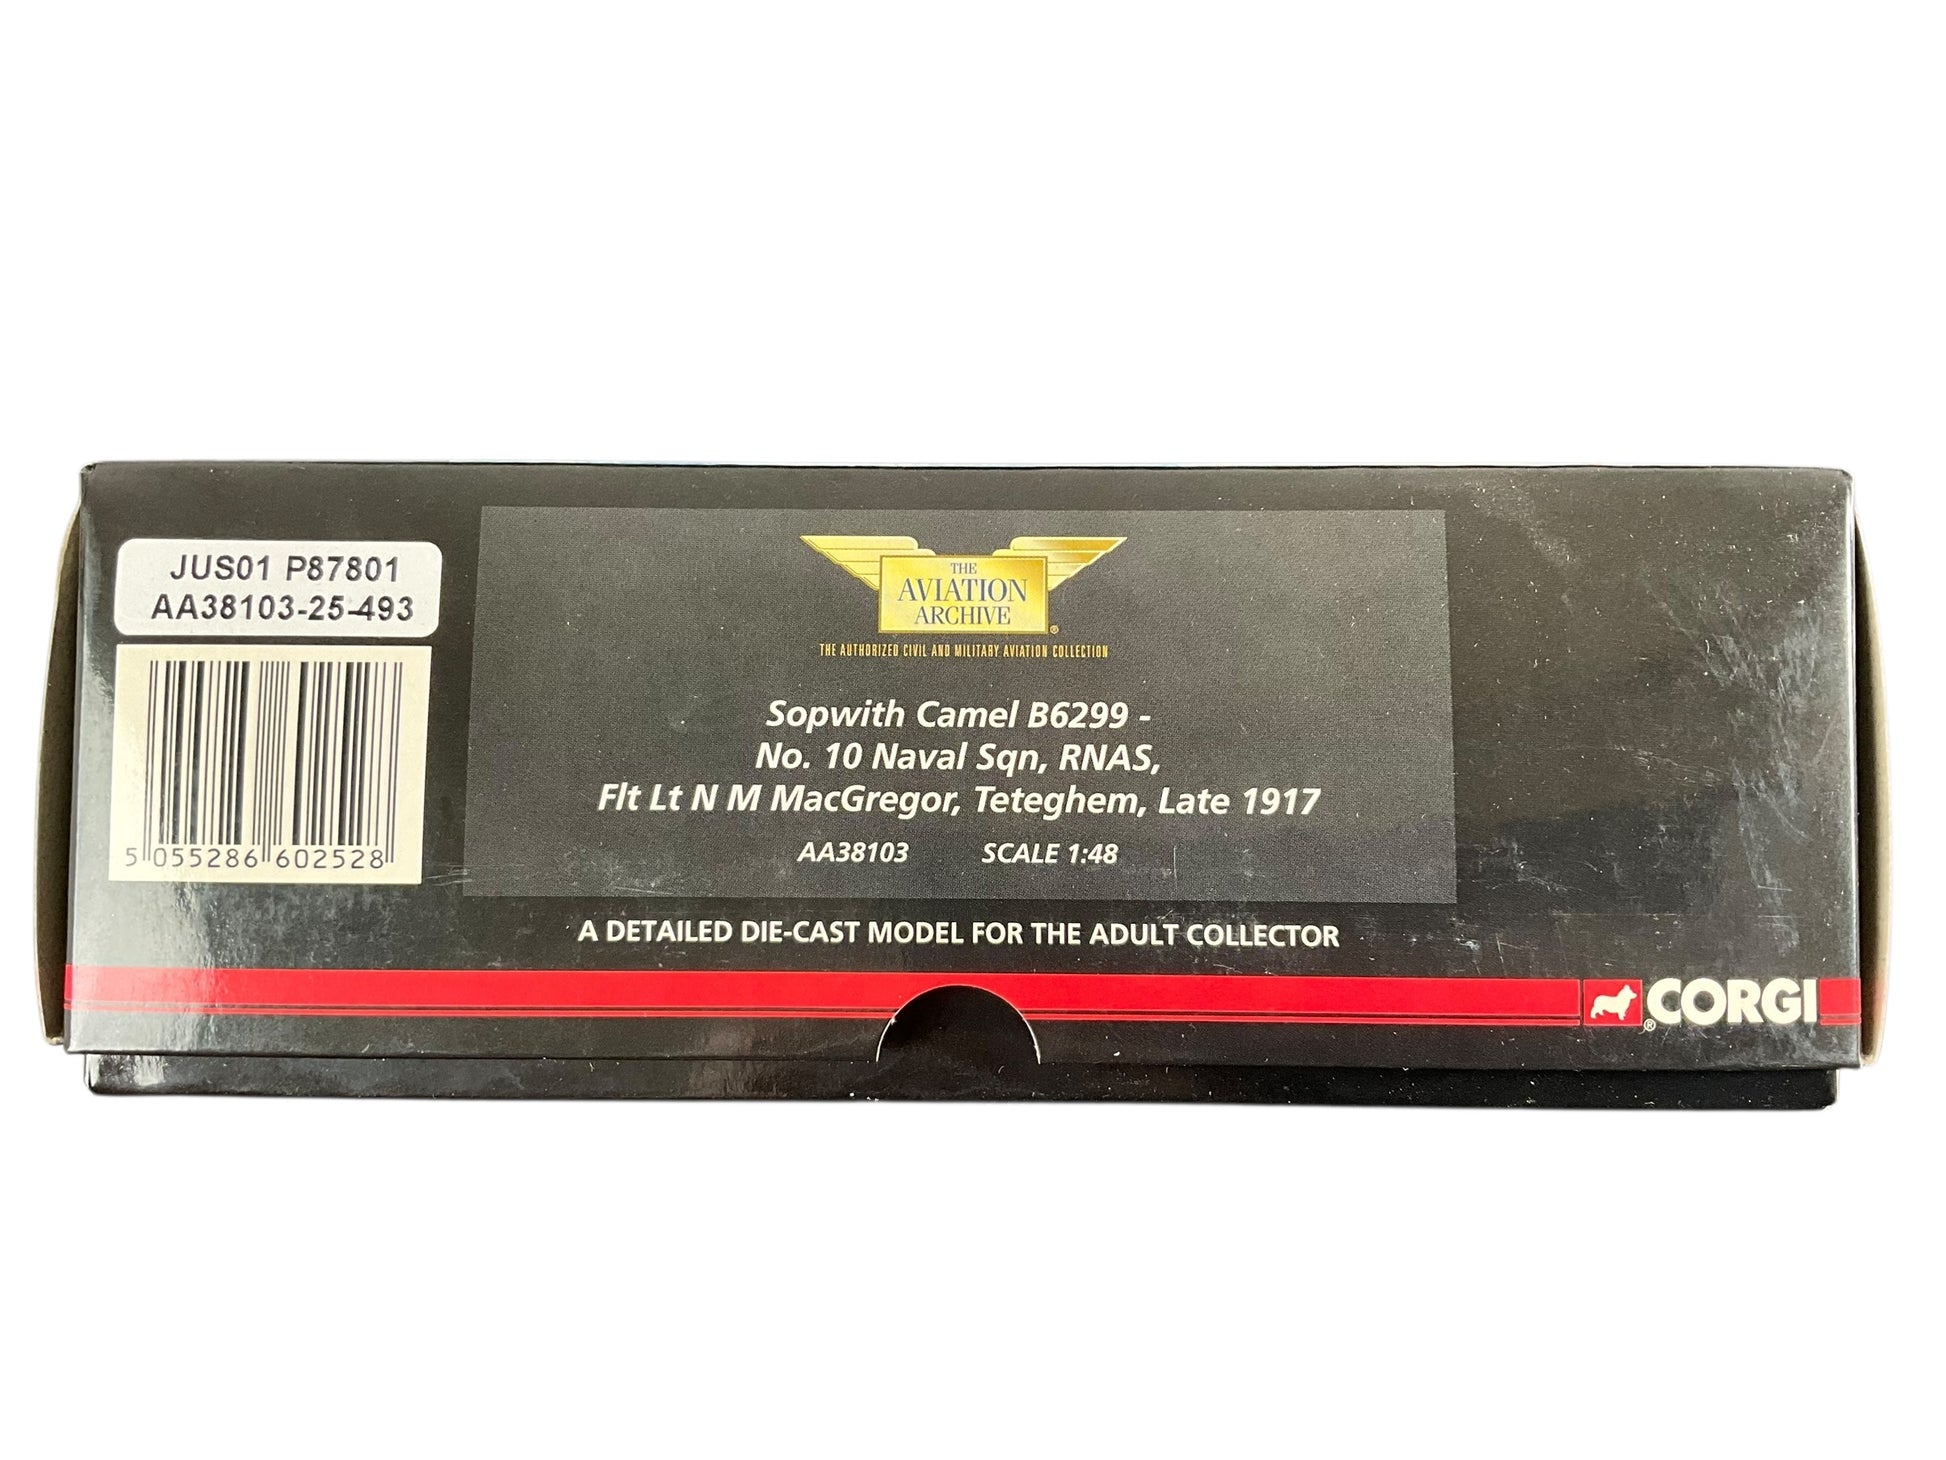 JUS01 P87801
AA38103-25-493
5 055286 602528
THE
AVIATION
ARCHIVE
®
THE AUTHORIZED CIVIL AND MILITARY AVIATION COLLECTION
Sopwith Camel B6299 -
No. 10 Naval Sqn, RNAS,
Flt Lt N M MacGregor, Teteghem, Late 1917
AA38103 SCALE 1:48
A DETAILED DIE-CAST MODEL FOR THE ADULT COLLECTOR
®CORGI